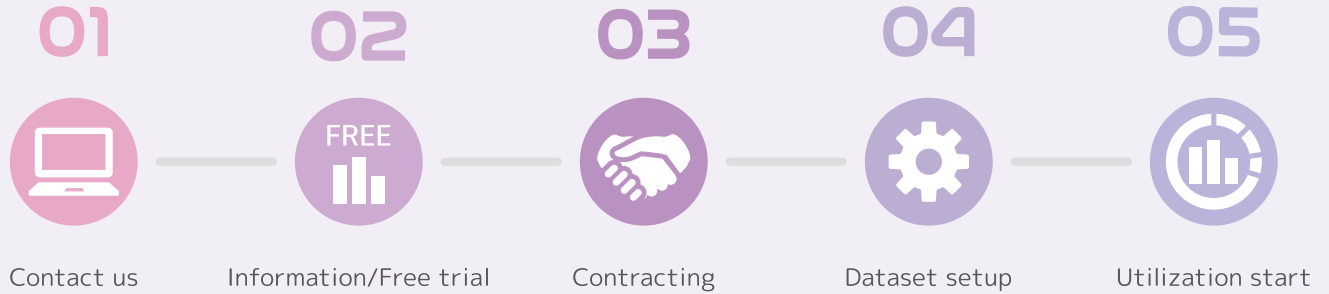 01 02 03 04 05
FREE
Contact us Information/Free trial Contracting Dataset setup Utilization start